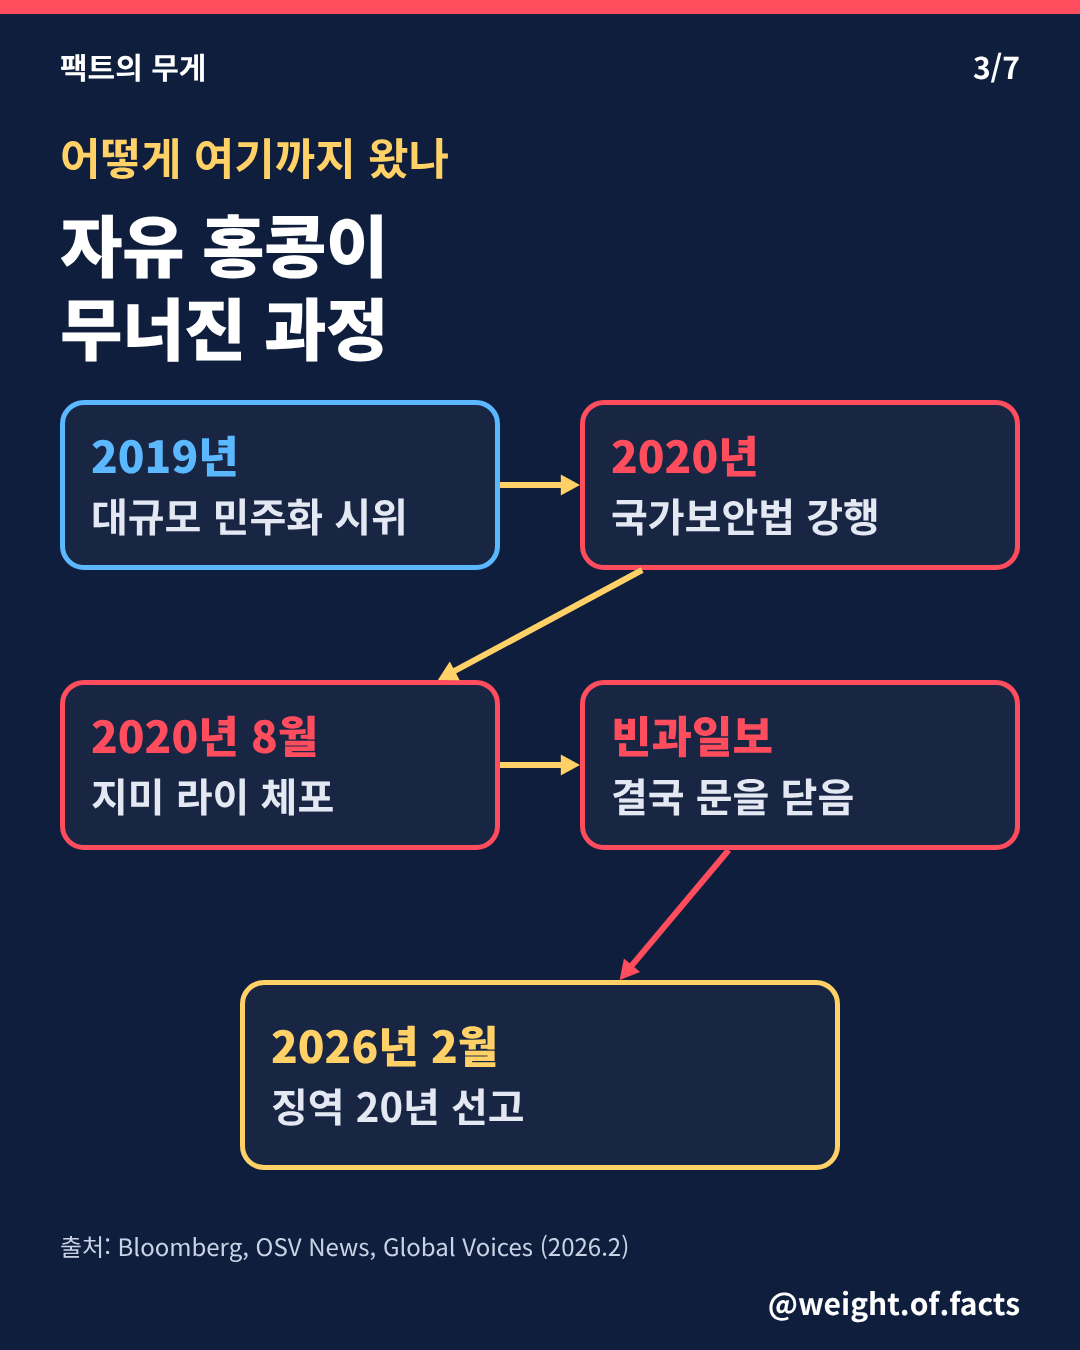 팩트의 무게
3/7
어떻게 여기까지 왔나
자유 홍콩이
무너진 과정
2019년
대규모 민주화 시위
2020년
국가보안법 강행
2020년 8월
지미 라이 체포
빈과일보
결국 문을 닫음
2026년 2월
징역 20년 선고
출처: Bloomberg, OSV News, Global Voices (2026.2)
@weight.of.facts